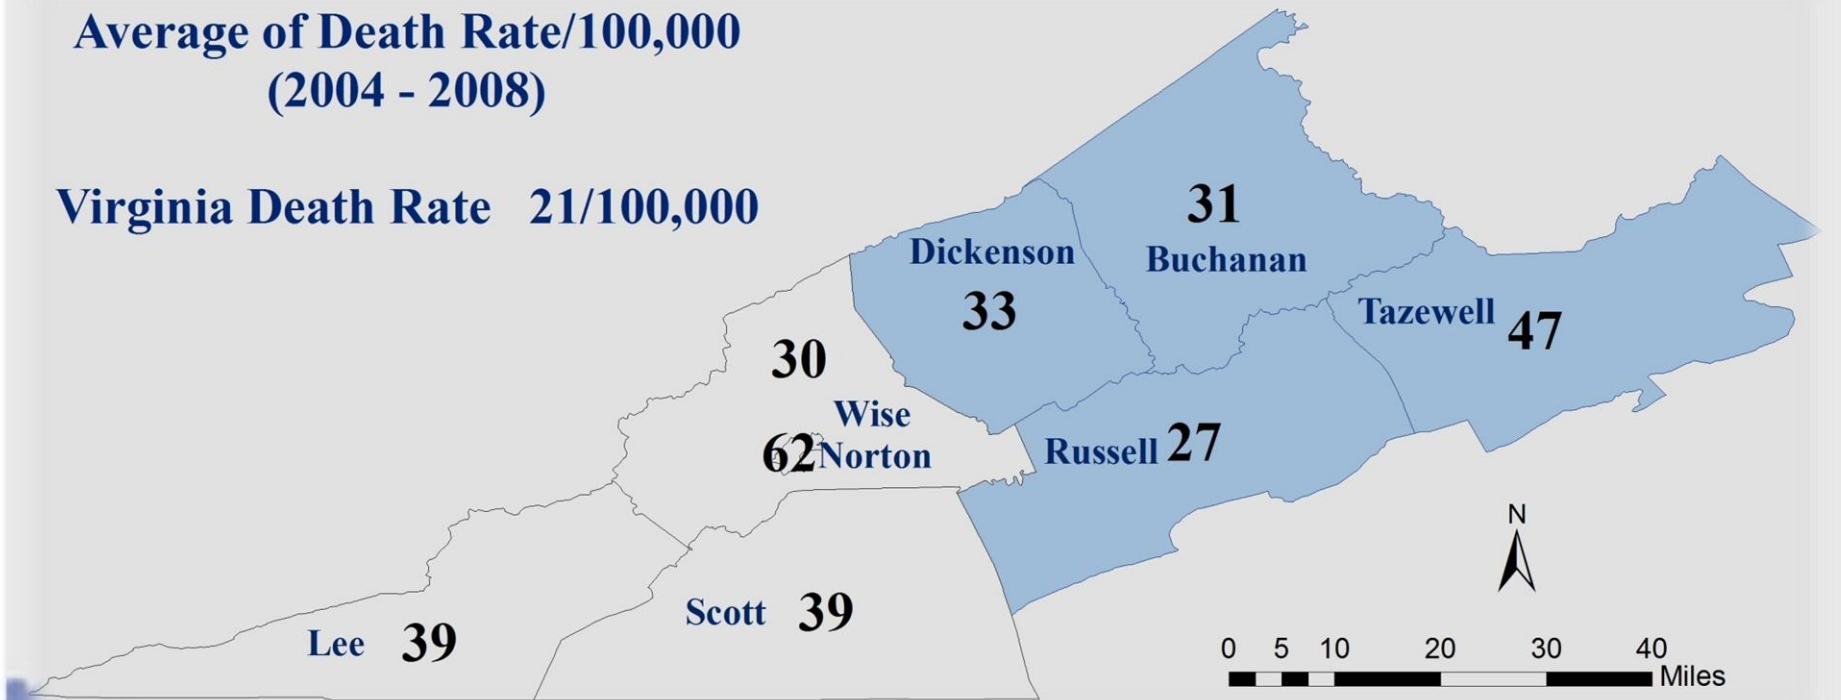 Average of Death Rate/100,000
(2004 - 2008)
Virginia Death Rate 21/100,000
31
Buchanan
Dickenson
33
Tazewell 47
30
Wise
62 Norton
Russell 27
Scott 39
Lee 39
N
0 5 10 20 30 40
Miles